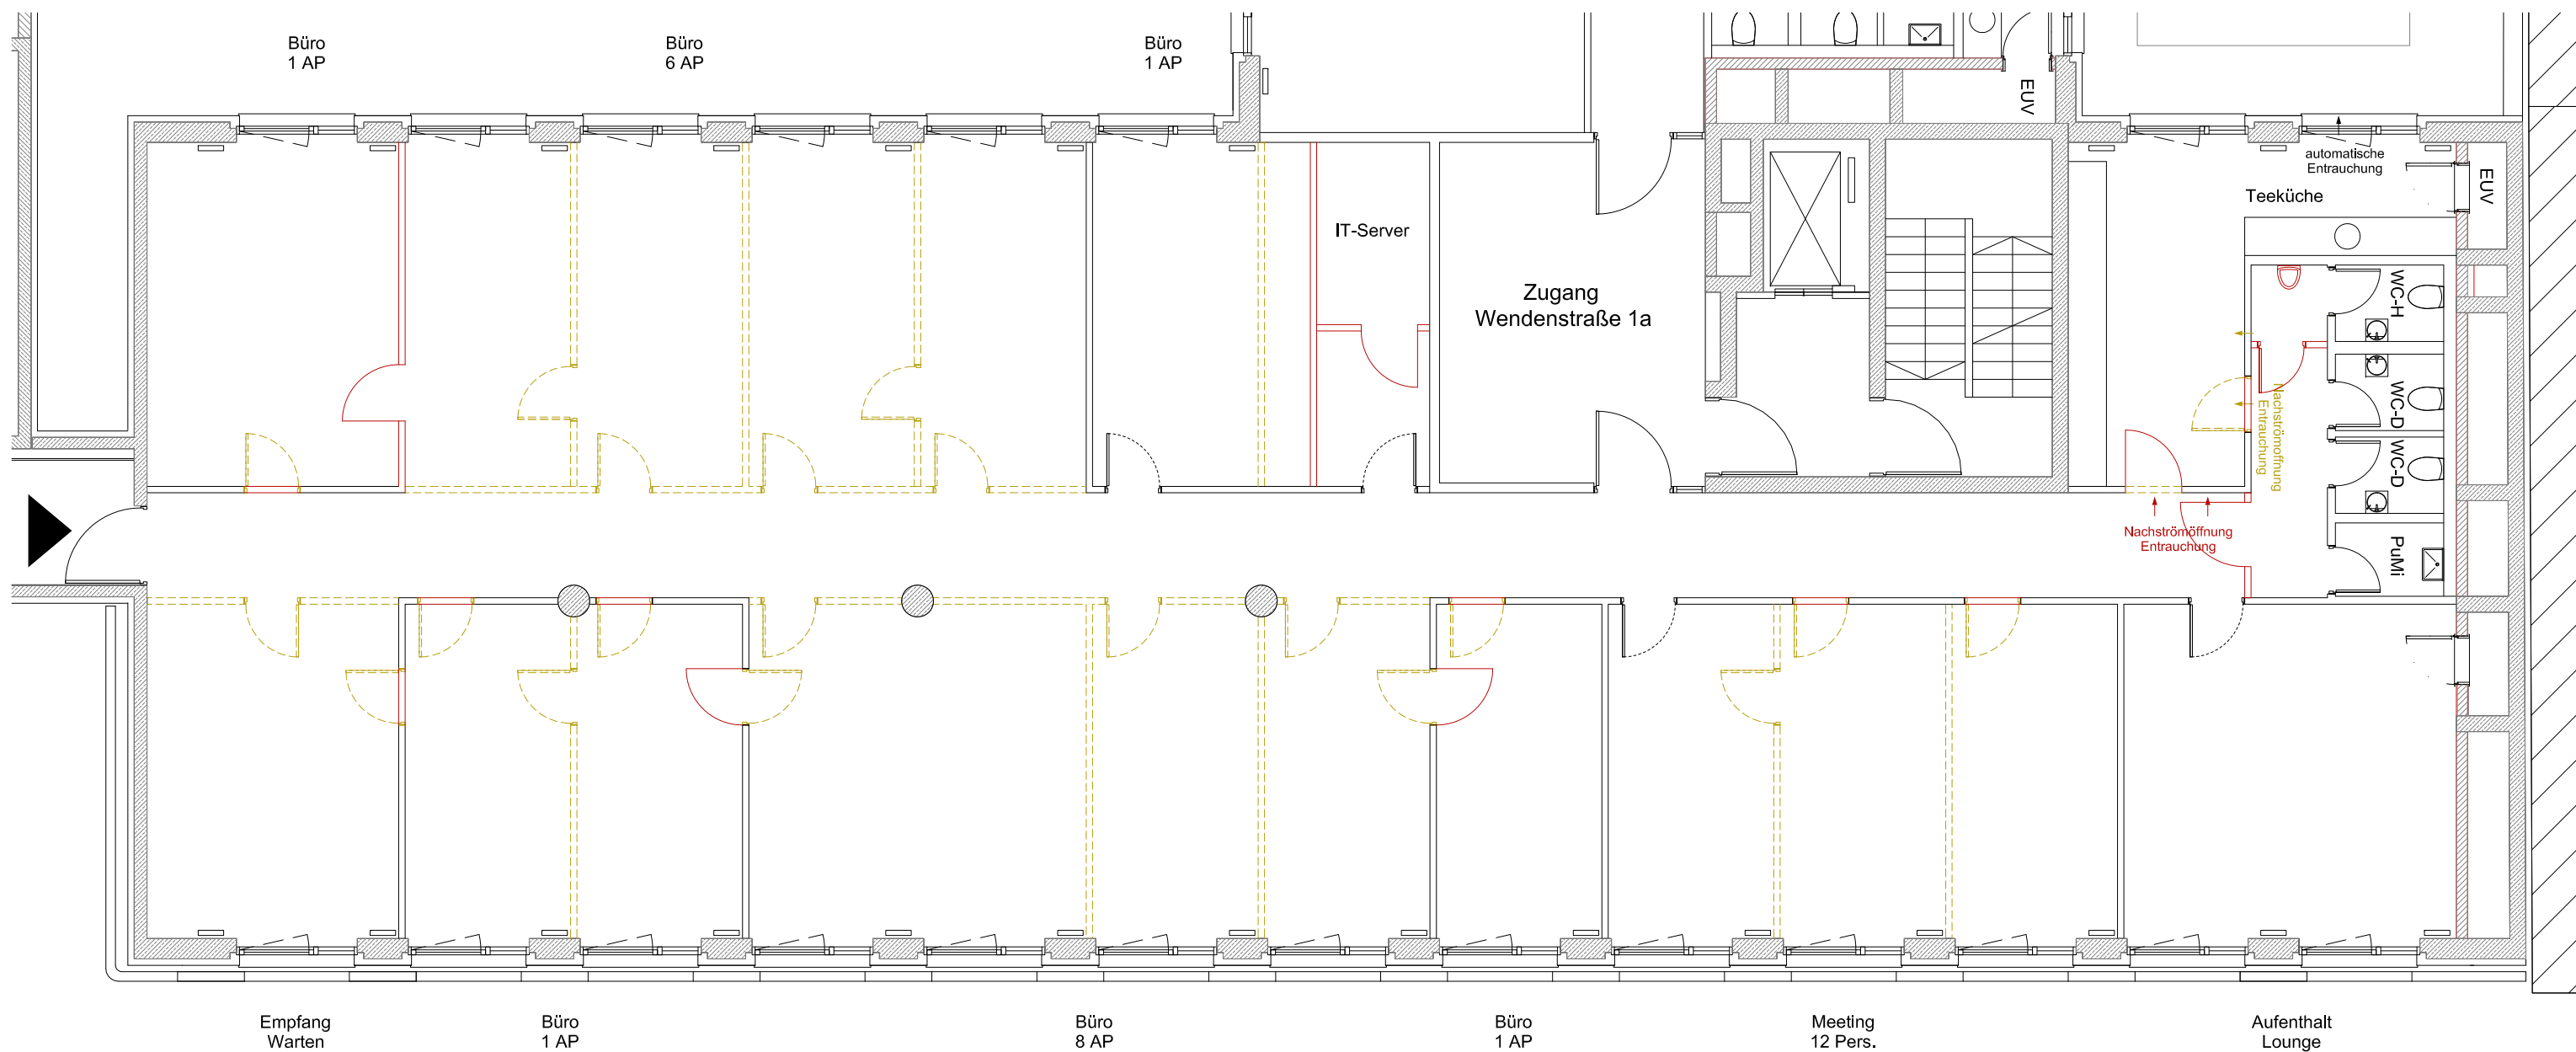 Büro
1 AP
Büro
6 AP
Büro
1 AP
EUV
automatische
Entrauchung
Teeküche
EUV
IT-Server
Zugang
Wendenstraße 1a
WC-H
WC-D
WC-D
PuMi
Nachströmöffnung
Entrauchung
Nachströmöffnung
Entrauchung
Empfang
Warten
Büro
1 AP
Büro
8 AP
Büro
1 AP
Meeting
12 Pers.
Aufenthalt
Lounge